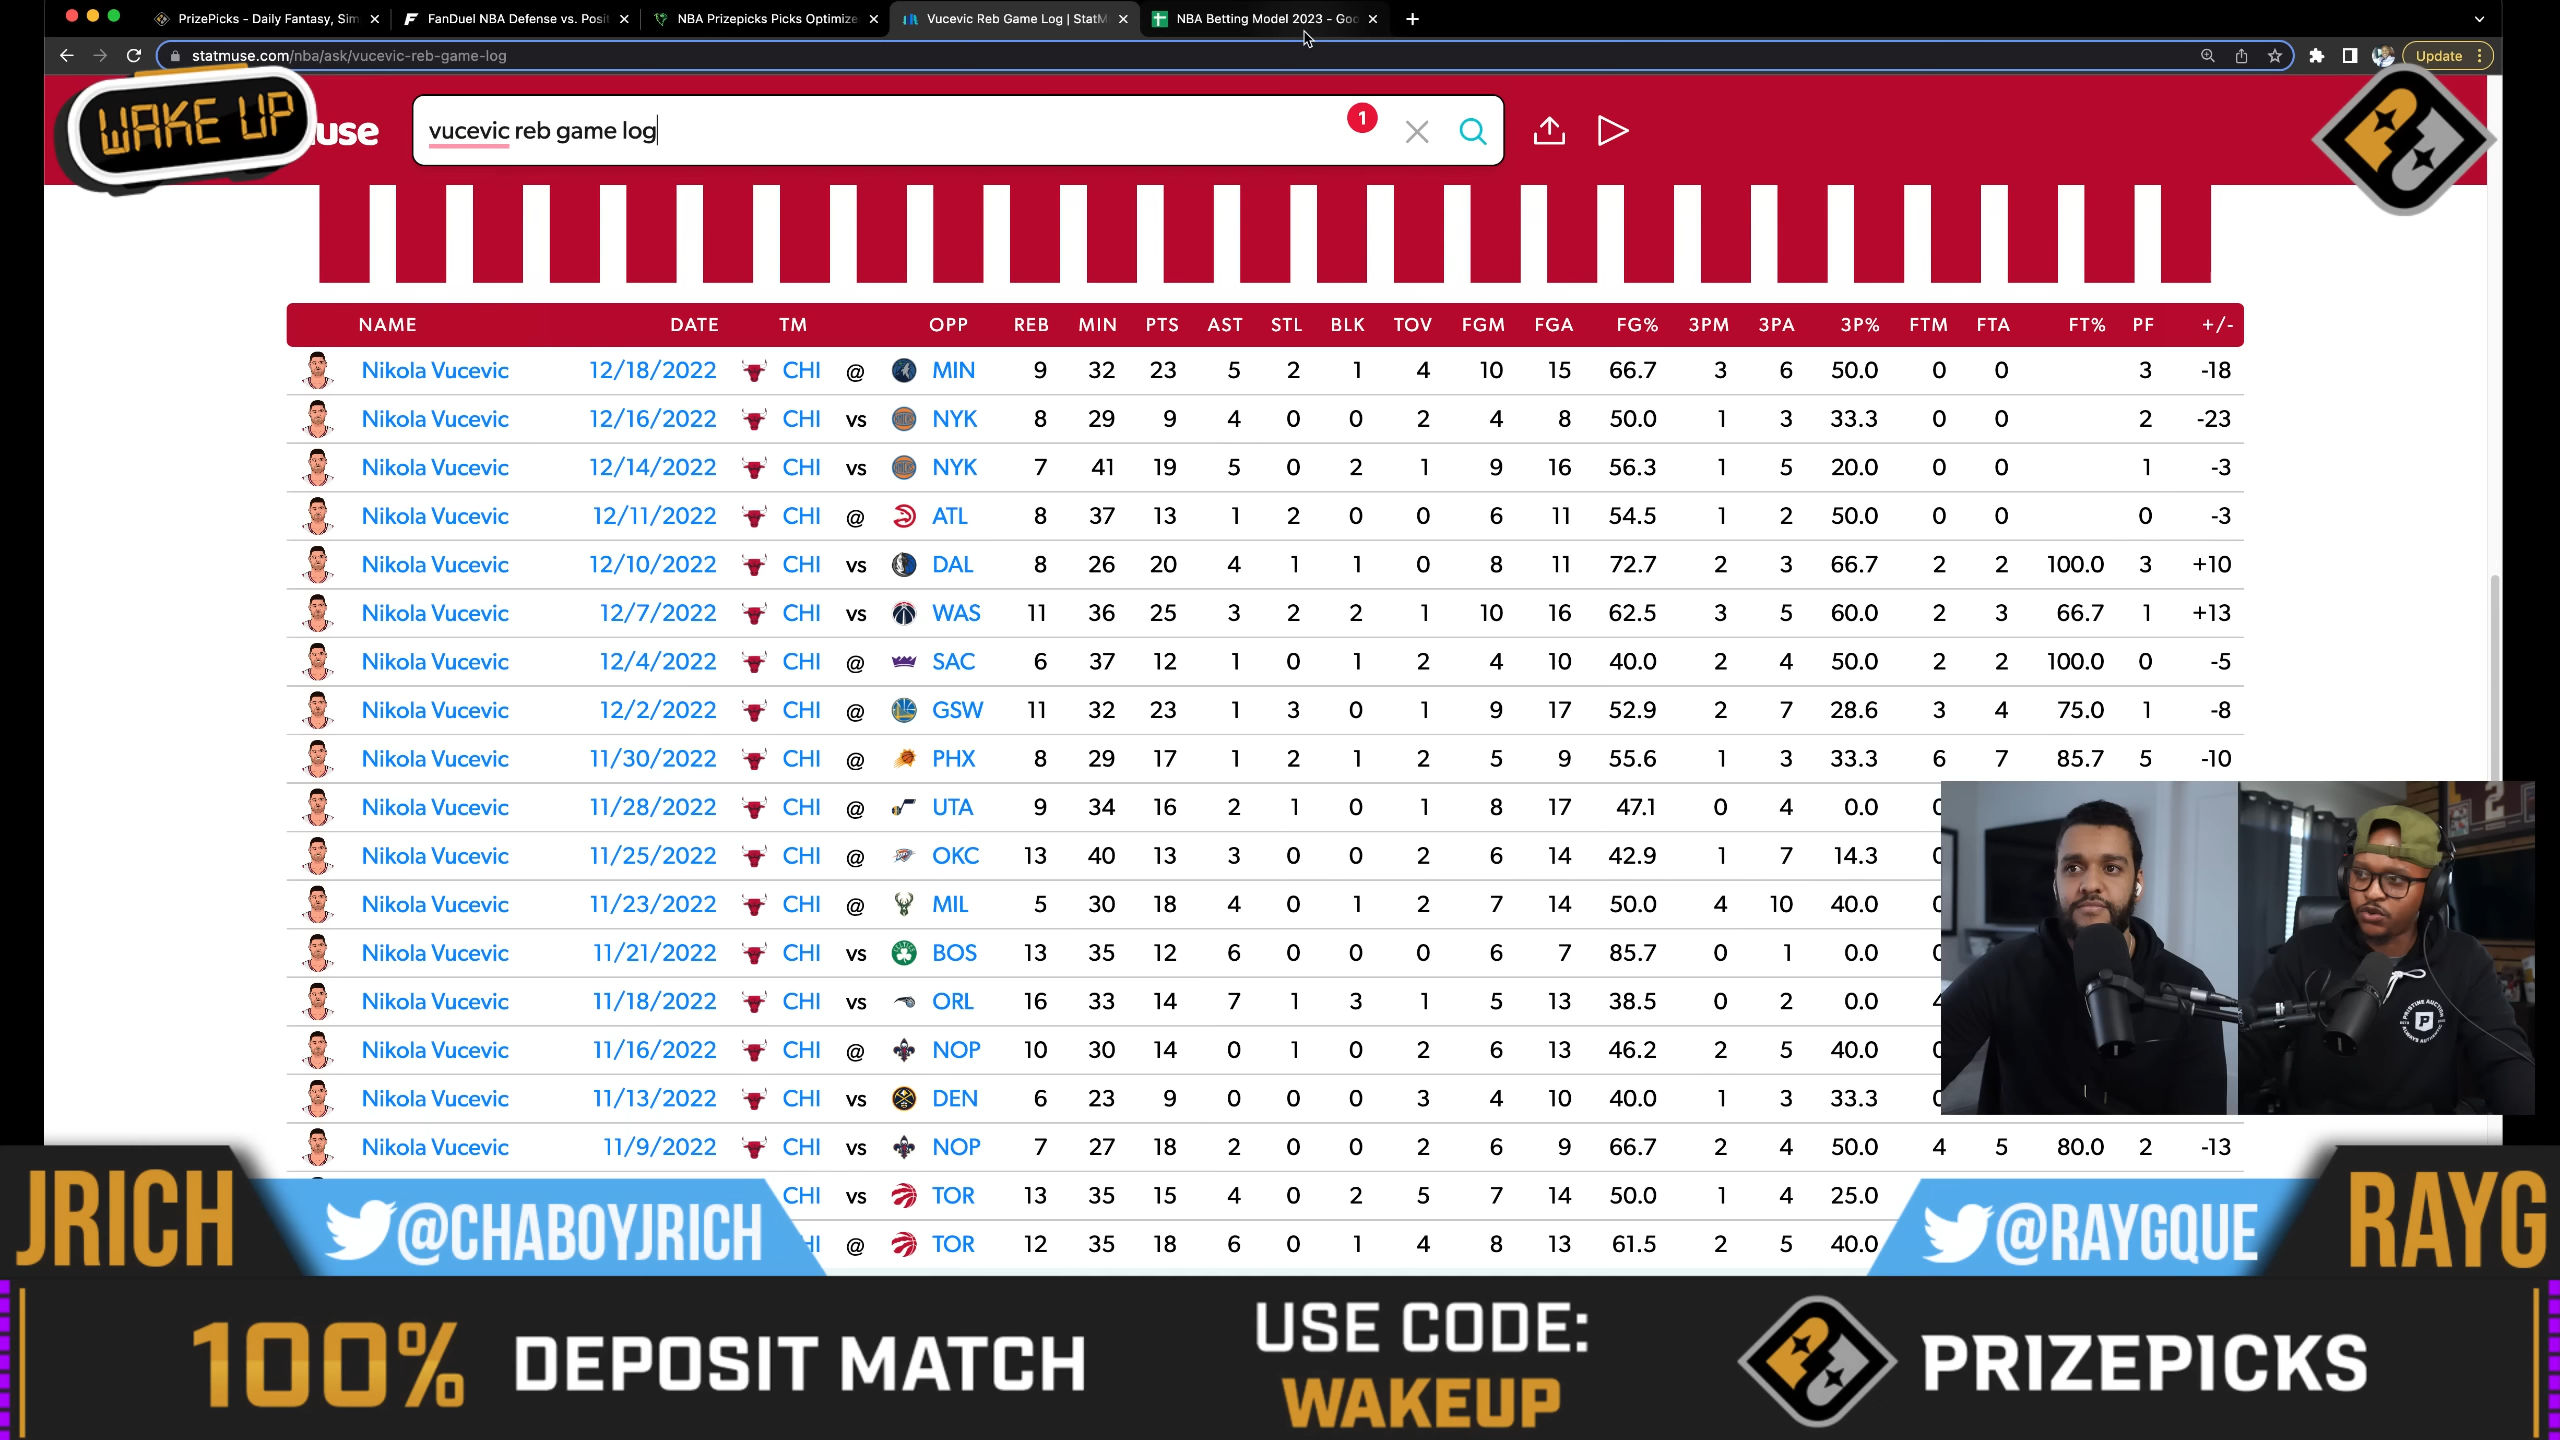 PrizePicks - Daily Fantasy, Sim
FanDuel NBA Defense vs. Posit
NBA Prizepicks Picks Optimize
Vucevic Reb Game Log | StatM
NBA Betting Model 2023 - Goo
statmuse.com/nba/ask/vucevic-reb-game-log
Update
WAKE UP
use
vucevic reb game log
1
NAME DATE TM OPP REB MIN PTS AST STL BLK TOV FGM FGA FG% 3PM 3PA 3P% FTM FTA FT% PF +/-
Nikola Vucevic 12/18/2022 CHI @ MIN 9 32 23 5 2 1 4 10 15 66.7 3 6 50.0 0 0 3 -18
Nikola Vucevic 12/16/2022 CHI vs NYK 8 29 9 4 0 0 2 4 8 50.0 1 3 33.3 0 0 2 -23
Nikola Vucevic 12/14/2022 CHI vs NYK 7 41 19 5 0 2 1 9 16 56.3 1 5 20.0 0 0 1 -3
Nikola Vucevic 12/11/2022 CHI @ ATL 8 37 13 1 2 0 0 6 11 54.5 1 2 50.0 0 0 0 -3
Nikola Vucevic 12/10/2022 CHI vs DAL 8 26 20 4 1 1 0 8 11 72.7 2 3 66.7 2 2 100.0 3 +10
Nikola Vucevic 12/7/2022 CHI vs WAS 11 36 25 3 2 2 1 10 16 62.5 3 5 60.0 2 3 66.7 1 +13
Nikola Vucevic 12/4/2022 CHI @ SAC 6 37 12 1 0 1 2 4 10 40.0 2 4 50.0 2 2 100.0 0 -5
Nikola Vucevic 12/2/2022 CHI @ GSW 11 32 23 1 3 0 1 9 17 52.9 2 7 28.6 3 4 75.0 1 -8
Nikola Vucevic 11/30/2022 CHI @ PHX 8 29 17 1 2 1 2 5 9 55.6 1 3 33.3 6 7 85.7 5 -10
Nikola Vucevic 11/28/2022 CHI @ UTA 9 34 16 2 1 0 1 8 17 47.1 0 4 0.0
Nikola Vucevic 11/25/2022 CHI @ OKC 13 40 13 3 0 0 2 6 14 42.9 1 7 14.3
Nikola Vucevic 11/23/2022 CHI @ MIL 5 30 18 4 0 1 2 7 14 50.0 4 10 40.0
Nikola Vucevic 11/21/2022 CHI vs BOS 13 35 12 6 0 0 0 6 7 85.7 0 1 0.0
Nikola Vucevic 11/18/2022 CHI vs ORL 16 33 14 7 1 3 1 5 13 38.5 0 2 0.0
Nikola Vucevic 11/16/2022 CHI @ NOP 10 30 14 0 1 0 2 6 13 46.2 2 5 40.0
Nikola Vucevic 11/13/2022 CHI vs DEN 6 23 9 0 0 0 3 4 10 40.0 1 3 33.3
Nikola Vucevic 11/9/2022 CHI vs NOP 7 27 18 2 0 0 2 6 9 66.7 2 4 50.0 4 5 80.0 2 -13
CHI vs TOR 13 35 15 4 0 2 5 7 14 50.0 1 4 25.0
HI @ TOR 12 35 18 6 0 1 4 8 13 61.5 2 5 40.0
JRICH @CHABOYJRICH @RAYGQUE RAYG
100% DEPOSIT MATCH
USE CODE:
WAKEUP
PRIZEPICKS